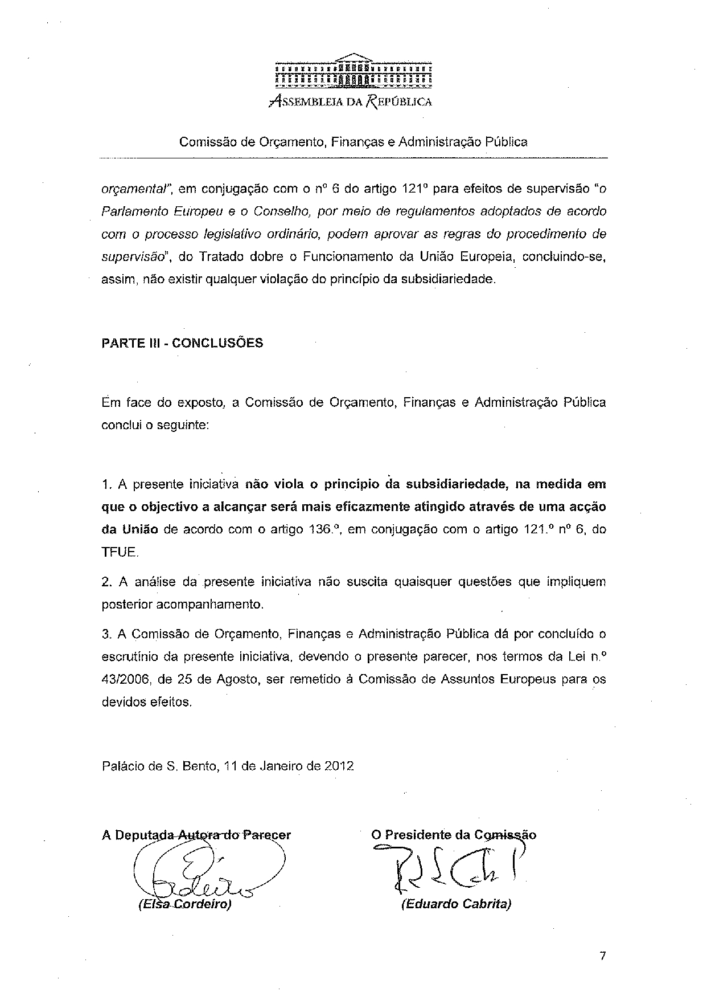 ASSEMBLEIA DA REPÚBLICA
Comissão de Orçamento, Finanças e Administração Pública
orçamental", em conjugação com o nº 6 do artigo 121º para efeitos de supervisão "o
Parlamento Europeu e o Conselho, por meio de regulamentos adoptados de acordo
com o processo legislativo ordinário, podem aprovar as regras do procedimento de
supervisão", do Tratado dobre o Funcionamento da União Europeia, concluindo-se,
assim, não existir qualquer violação do princípio da subsidiariedade.
PARTE III - CONCLUSÕES
Em face do exposto, a Comissão de Orçamento, Finanças e Administração Pública
conclui o seguinte:
1. A presente iniciativa não viola o princípio da subsidiariedade, na medida em
que o objectivo a alcançar será mais eficazmente atingido através de uma acção
da União de acordo com o artigo 136.º, em conjugação com o artigo 121.º nº 6, do
TFUE.
2. A análise da presente iniciativa não suscita quaisquer questões que impliquem
posterior acompanhamento.
3. A Comissão de Orçamento, Finanças e Administração Pública dá por concluído o
escrutínio da presente iniciativa, devendo o presente parecer, nos termos da Lei n.º
43/2006, de 25 de Agosto, ser remetido à Comissão de Assuntos Europeus para os
devidos efeitos.
Palácio de S. Bento, 11 de Janeiro de 2012
A Deputada Autora do Parecer O Presidente da Comissão
(Elsa Cordeiro) (Eduardo Cabrita)
7